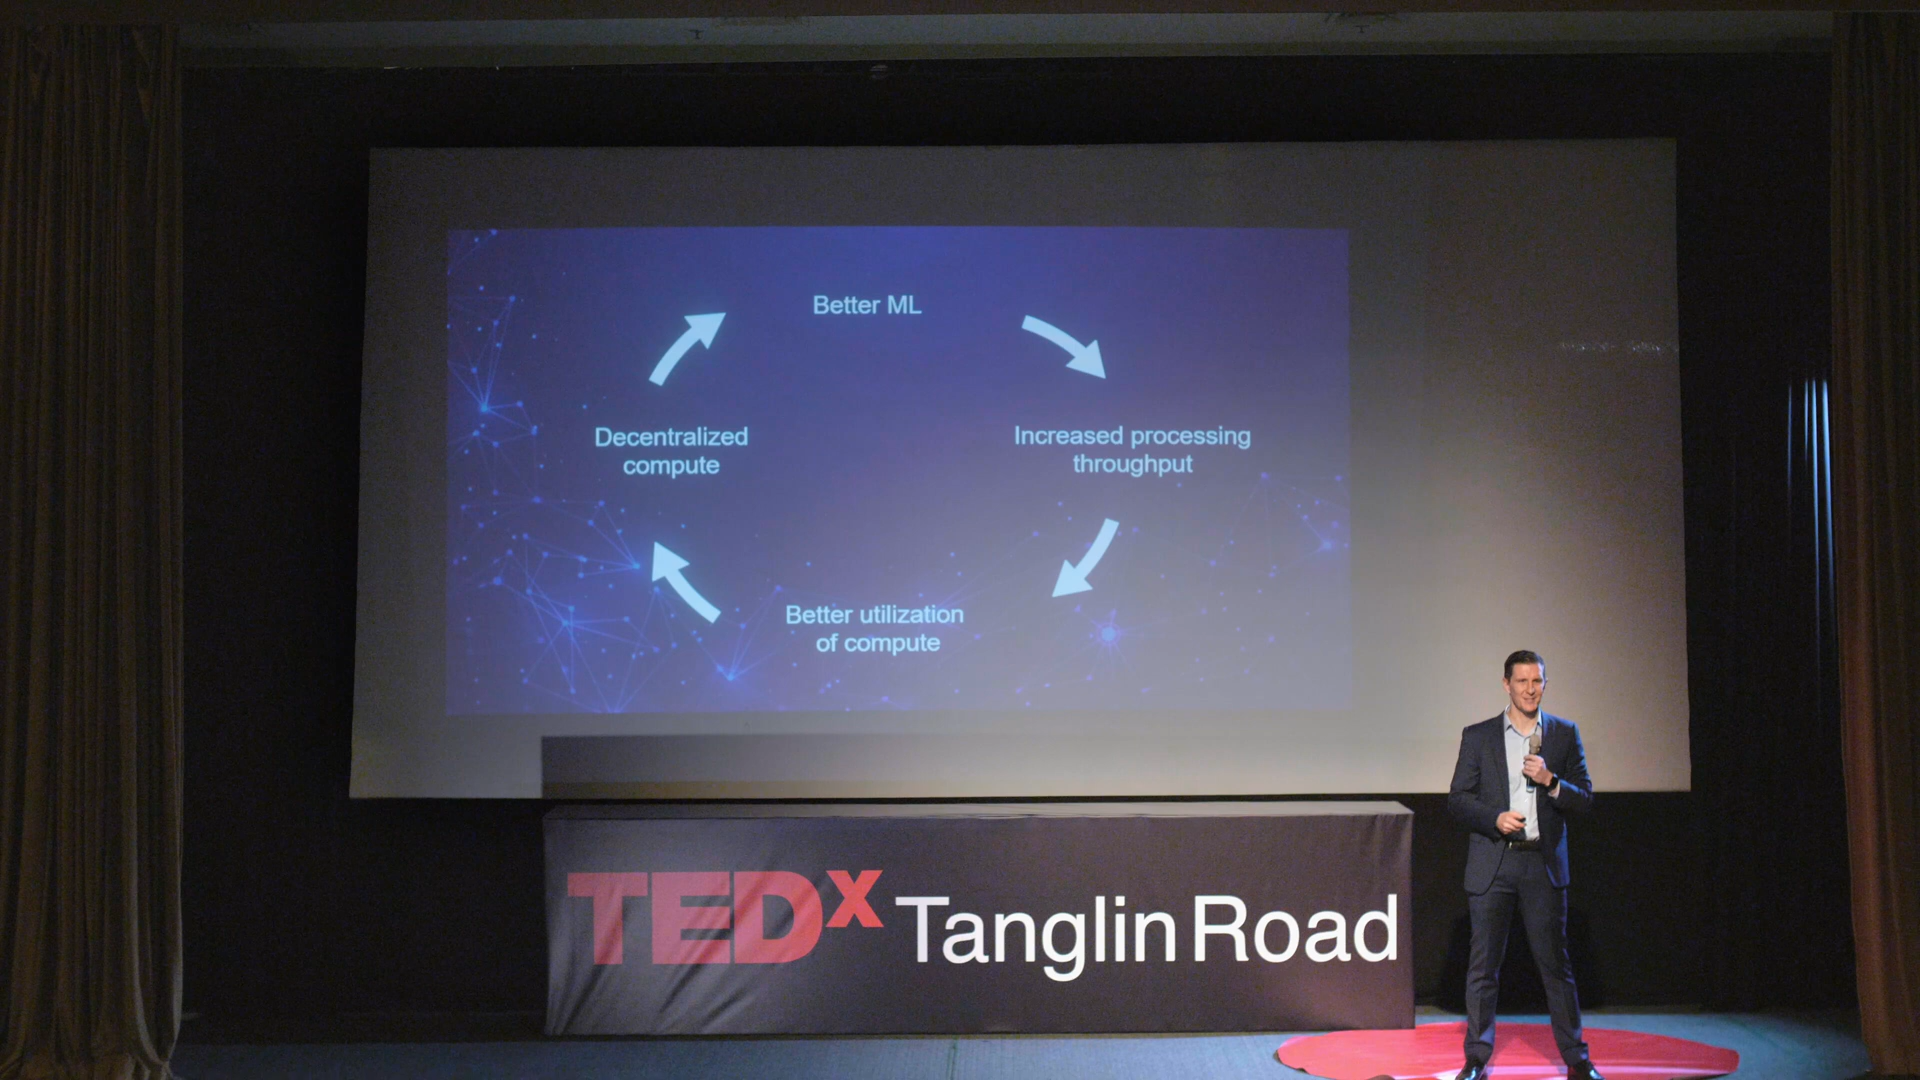 Better ML
Decentralized
compute
Increased processing
throughput
Better utilization
of compute
TEDx Tanglin Road